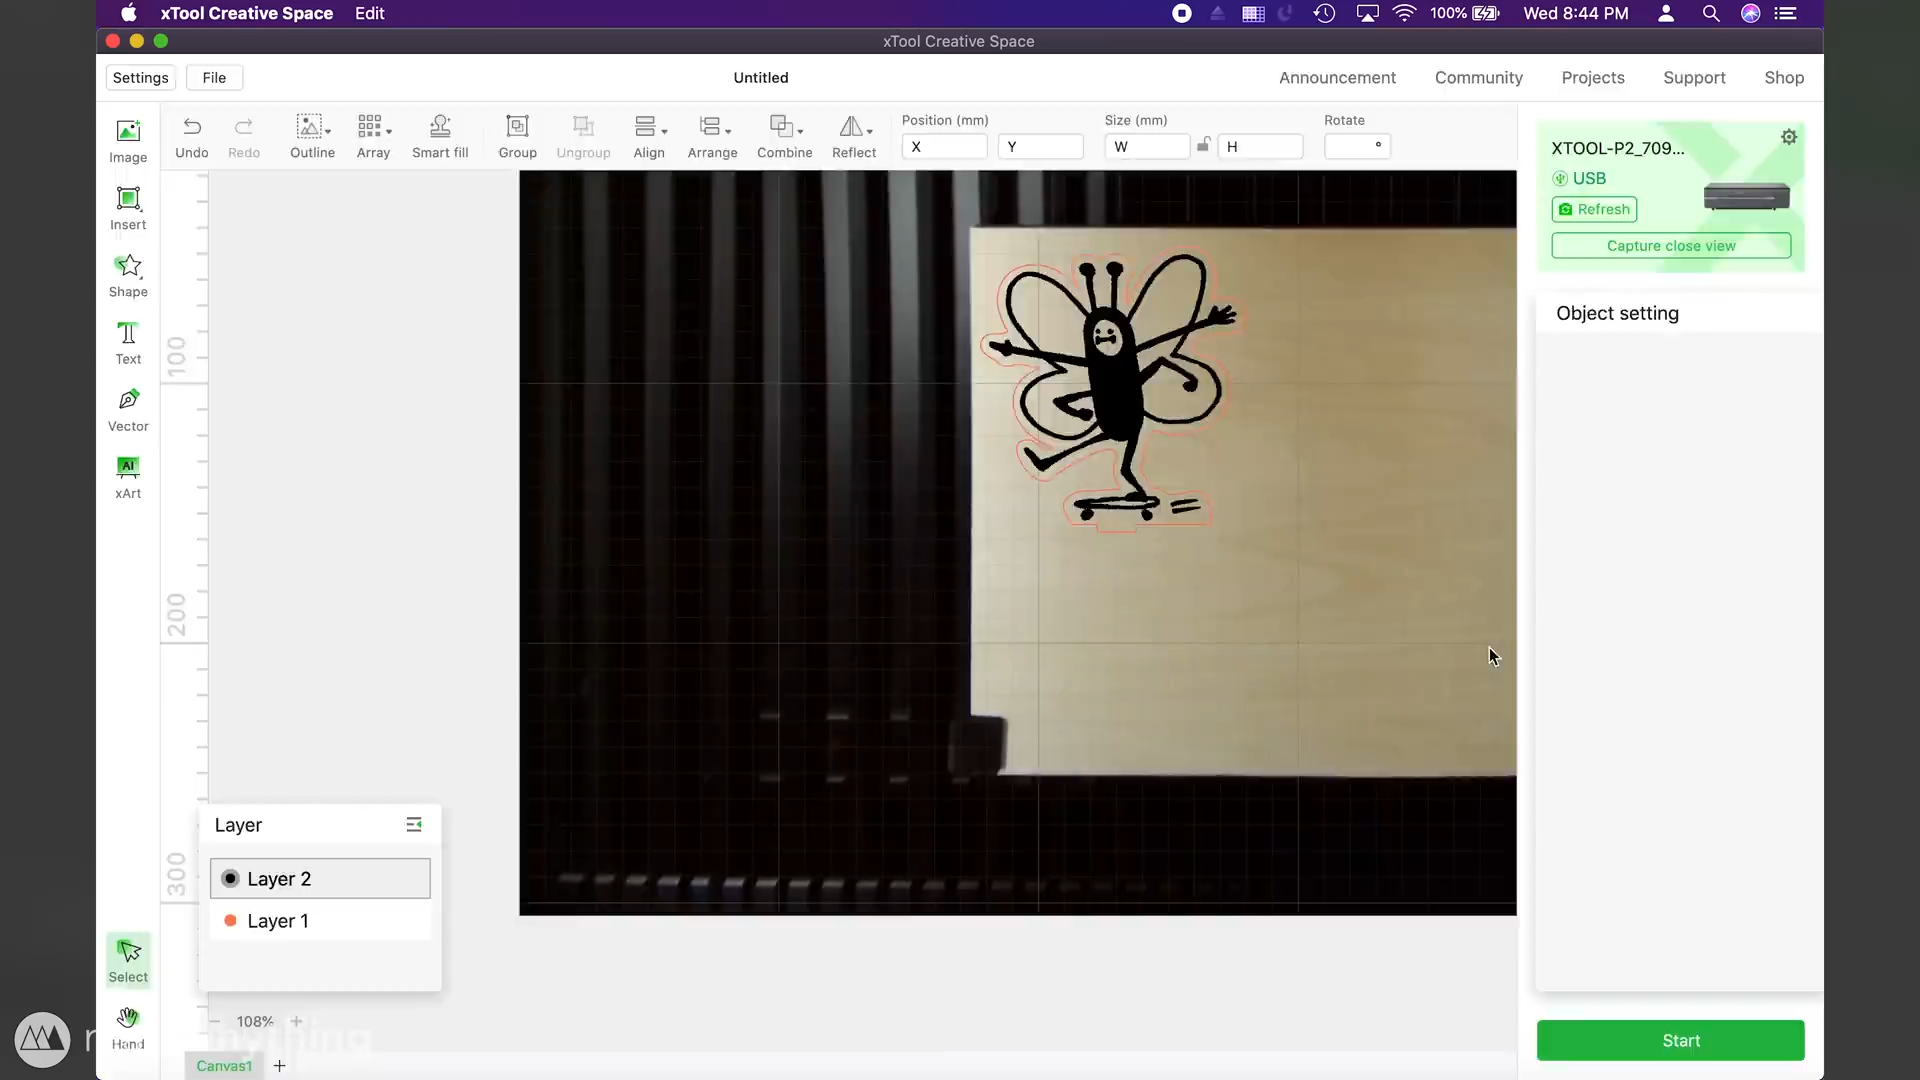 xTool Creative Space Edit 100% Wed 8:44 PM
xTool Creative Space
Settings File Untitled Announcement Community Projects Support Shop
Position (mm) Size (mm) Rotate
X Y W H °
Undo Redo Outline Array Smart fill Group Ungroup Align Arrange Combine Reflect
Image
Insert
Shape
Text
Vector
AI
xArt
Select
Hand
100
200
300
XTOOL-P2_709...
USB
Refresh
Capture close view
Object setting
Layer
Layer 2
Layer 1
108%
Canvas1
Start